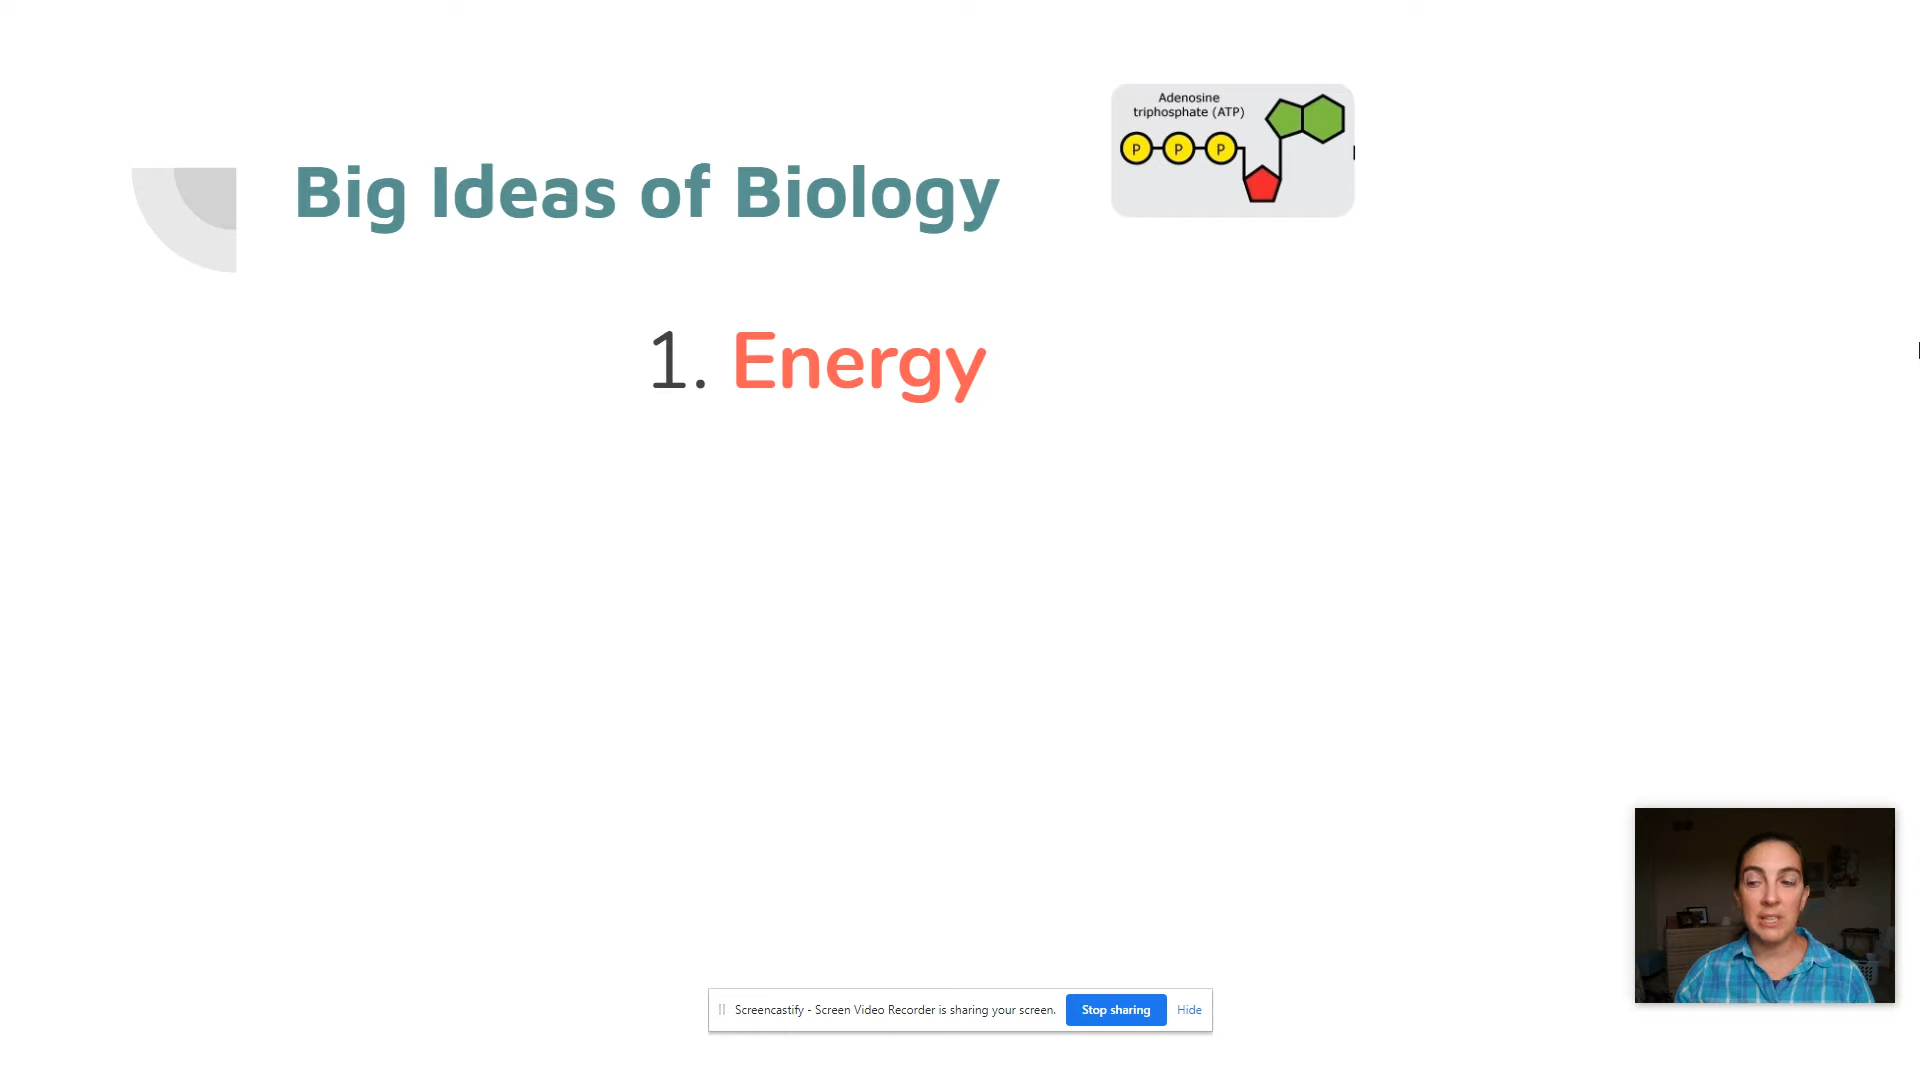 Adenosine
triphosphate (ATP)
P P P
Big Ideas of Biology
1. Energy
Screencastify - Screen Video Recorder is sharing your screen. Stop sharing Hide